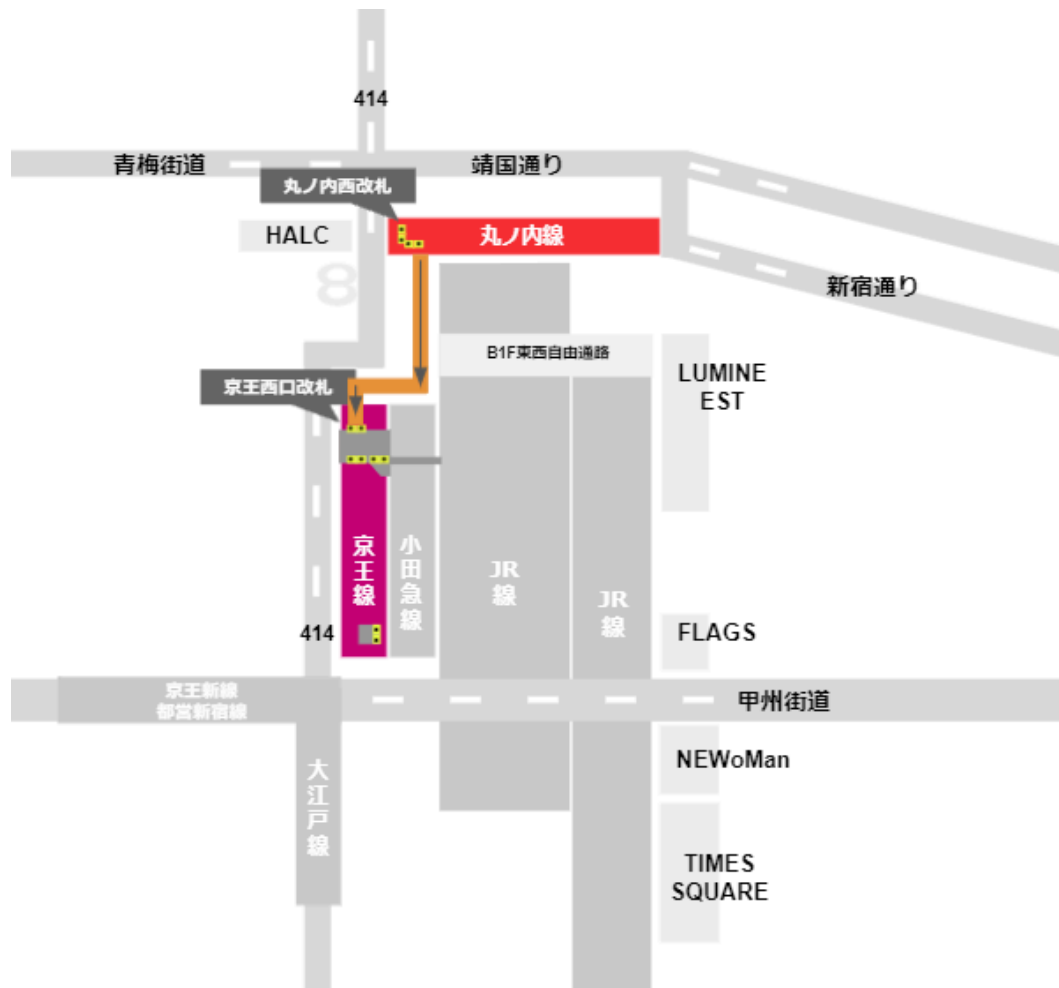 414
青梅街道
靖国通り
丸ノ内西改札
HALC
丸ノ内線
8
新宿通り
B1F東西自由通路
LUMINE
EST
京王西口改札
京王線
小田急線
JR
線
JR
線
414
FLAGS
京王新線
都営新宿線
甲州街道
NEWoMan
大江戸線
TIMES
SQUARE